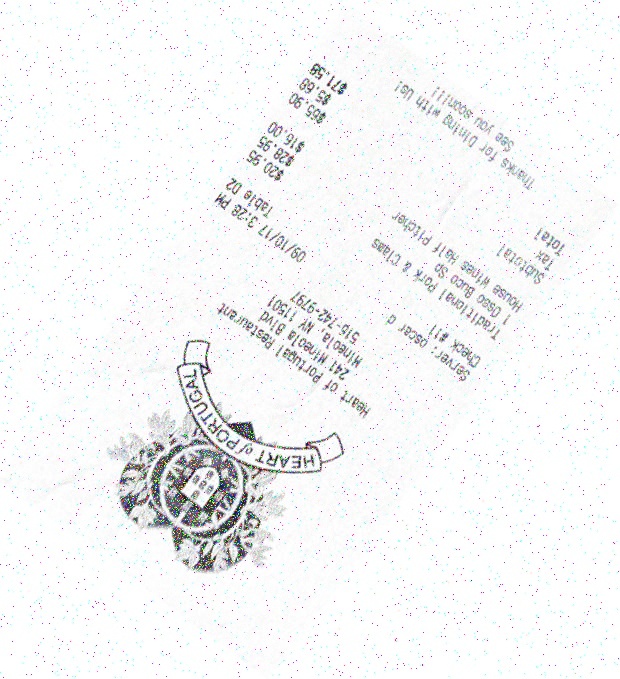 HEART of PORTUGAL
Heart of Portugal Restaurant
241 Mineola Blvd
Mineola, NY 11501
516-742-9797
Server: oscar d 09/10/17 3:28 PM
Check #11 Table D2
Traditional Pork & Claas $20.95
1 Osso Buco Sp $28.95
House Wines Half Pitcher $16.00
Subtotal $65.90
Tax $5.68
Total $71.58
Thanks for Dining with Us!
See you soon!!!